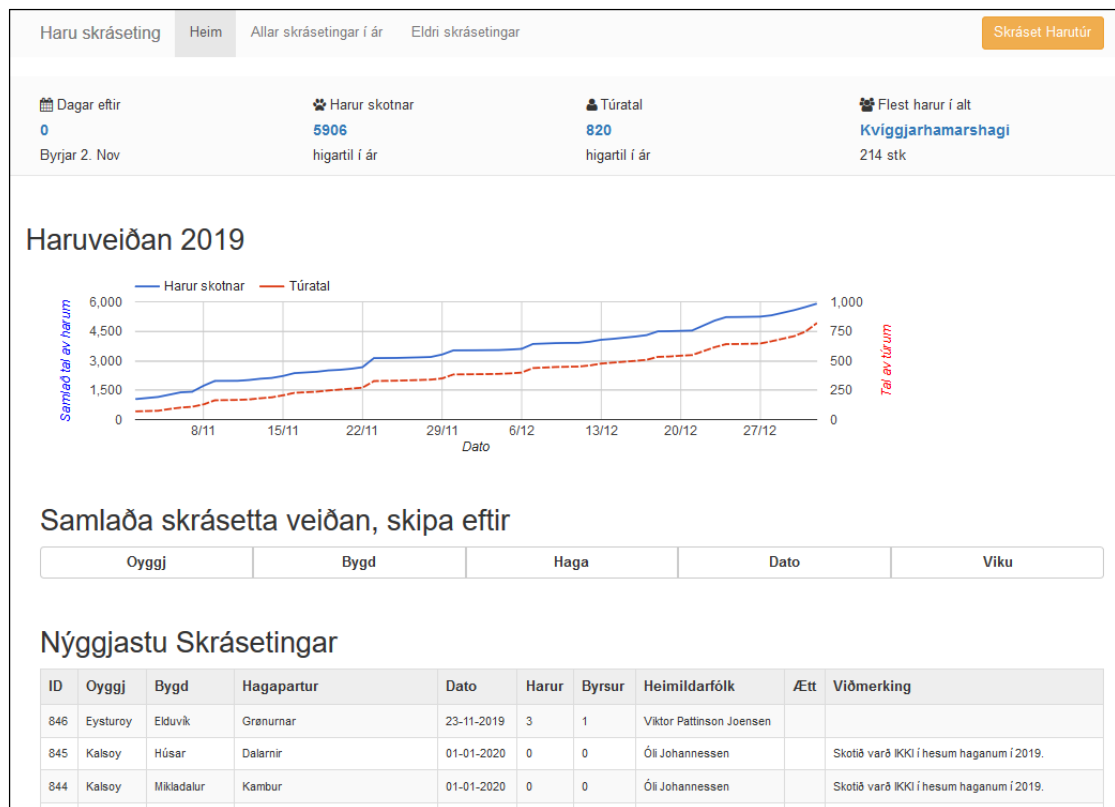 Haru skráseting Heim Allar skrásetingar í ár Eldri skrásetingar Skráset Harutúr
Dagar eftir Harur skotnar Túratal Flest harur í alt
0 5906 820 Kvíggjarhamarshagi
Byrjar 2. Nov higartil í ár higartil í ár 214 stk
Haruveiðan 2019
Harur skotnar Túratal
Samlað tal av harum
6,000 1,000
4,500 750
3,000 500
1,500 250
0 0
Tal av túrum
8/11 15/11 22/11 29/11 6/12 13/12 20/12 27/12
Dato
Samlaða skrásetta veiðan, skipa eftir
Oyggj Bygd Haga Dato Viku
Nýggjastu Skrásetingar
ID Oyggj Bygd Hagapartur Dato Harur Byrsur Heimildarfólk Ætt Viðmerking
846 Eysturoy Elduvík Grønurnar 23-11-2019 3 1 Viktor Pattinson Joensen
845 Kalsoy Húsar Dalarnir 01-01-2020 0 0 Óli Johannessen Skotið varð IKKI í hesum haganum í 2019.
844 Kalsoy Mikladalur Kambur 01-01-2020 0 0 Óli Johannessen Skotið varð IKKI í hesum haganum í 2019.